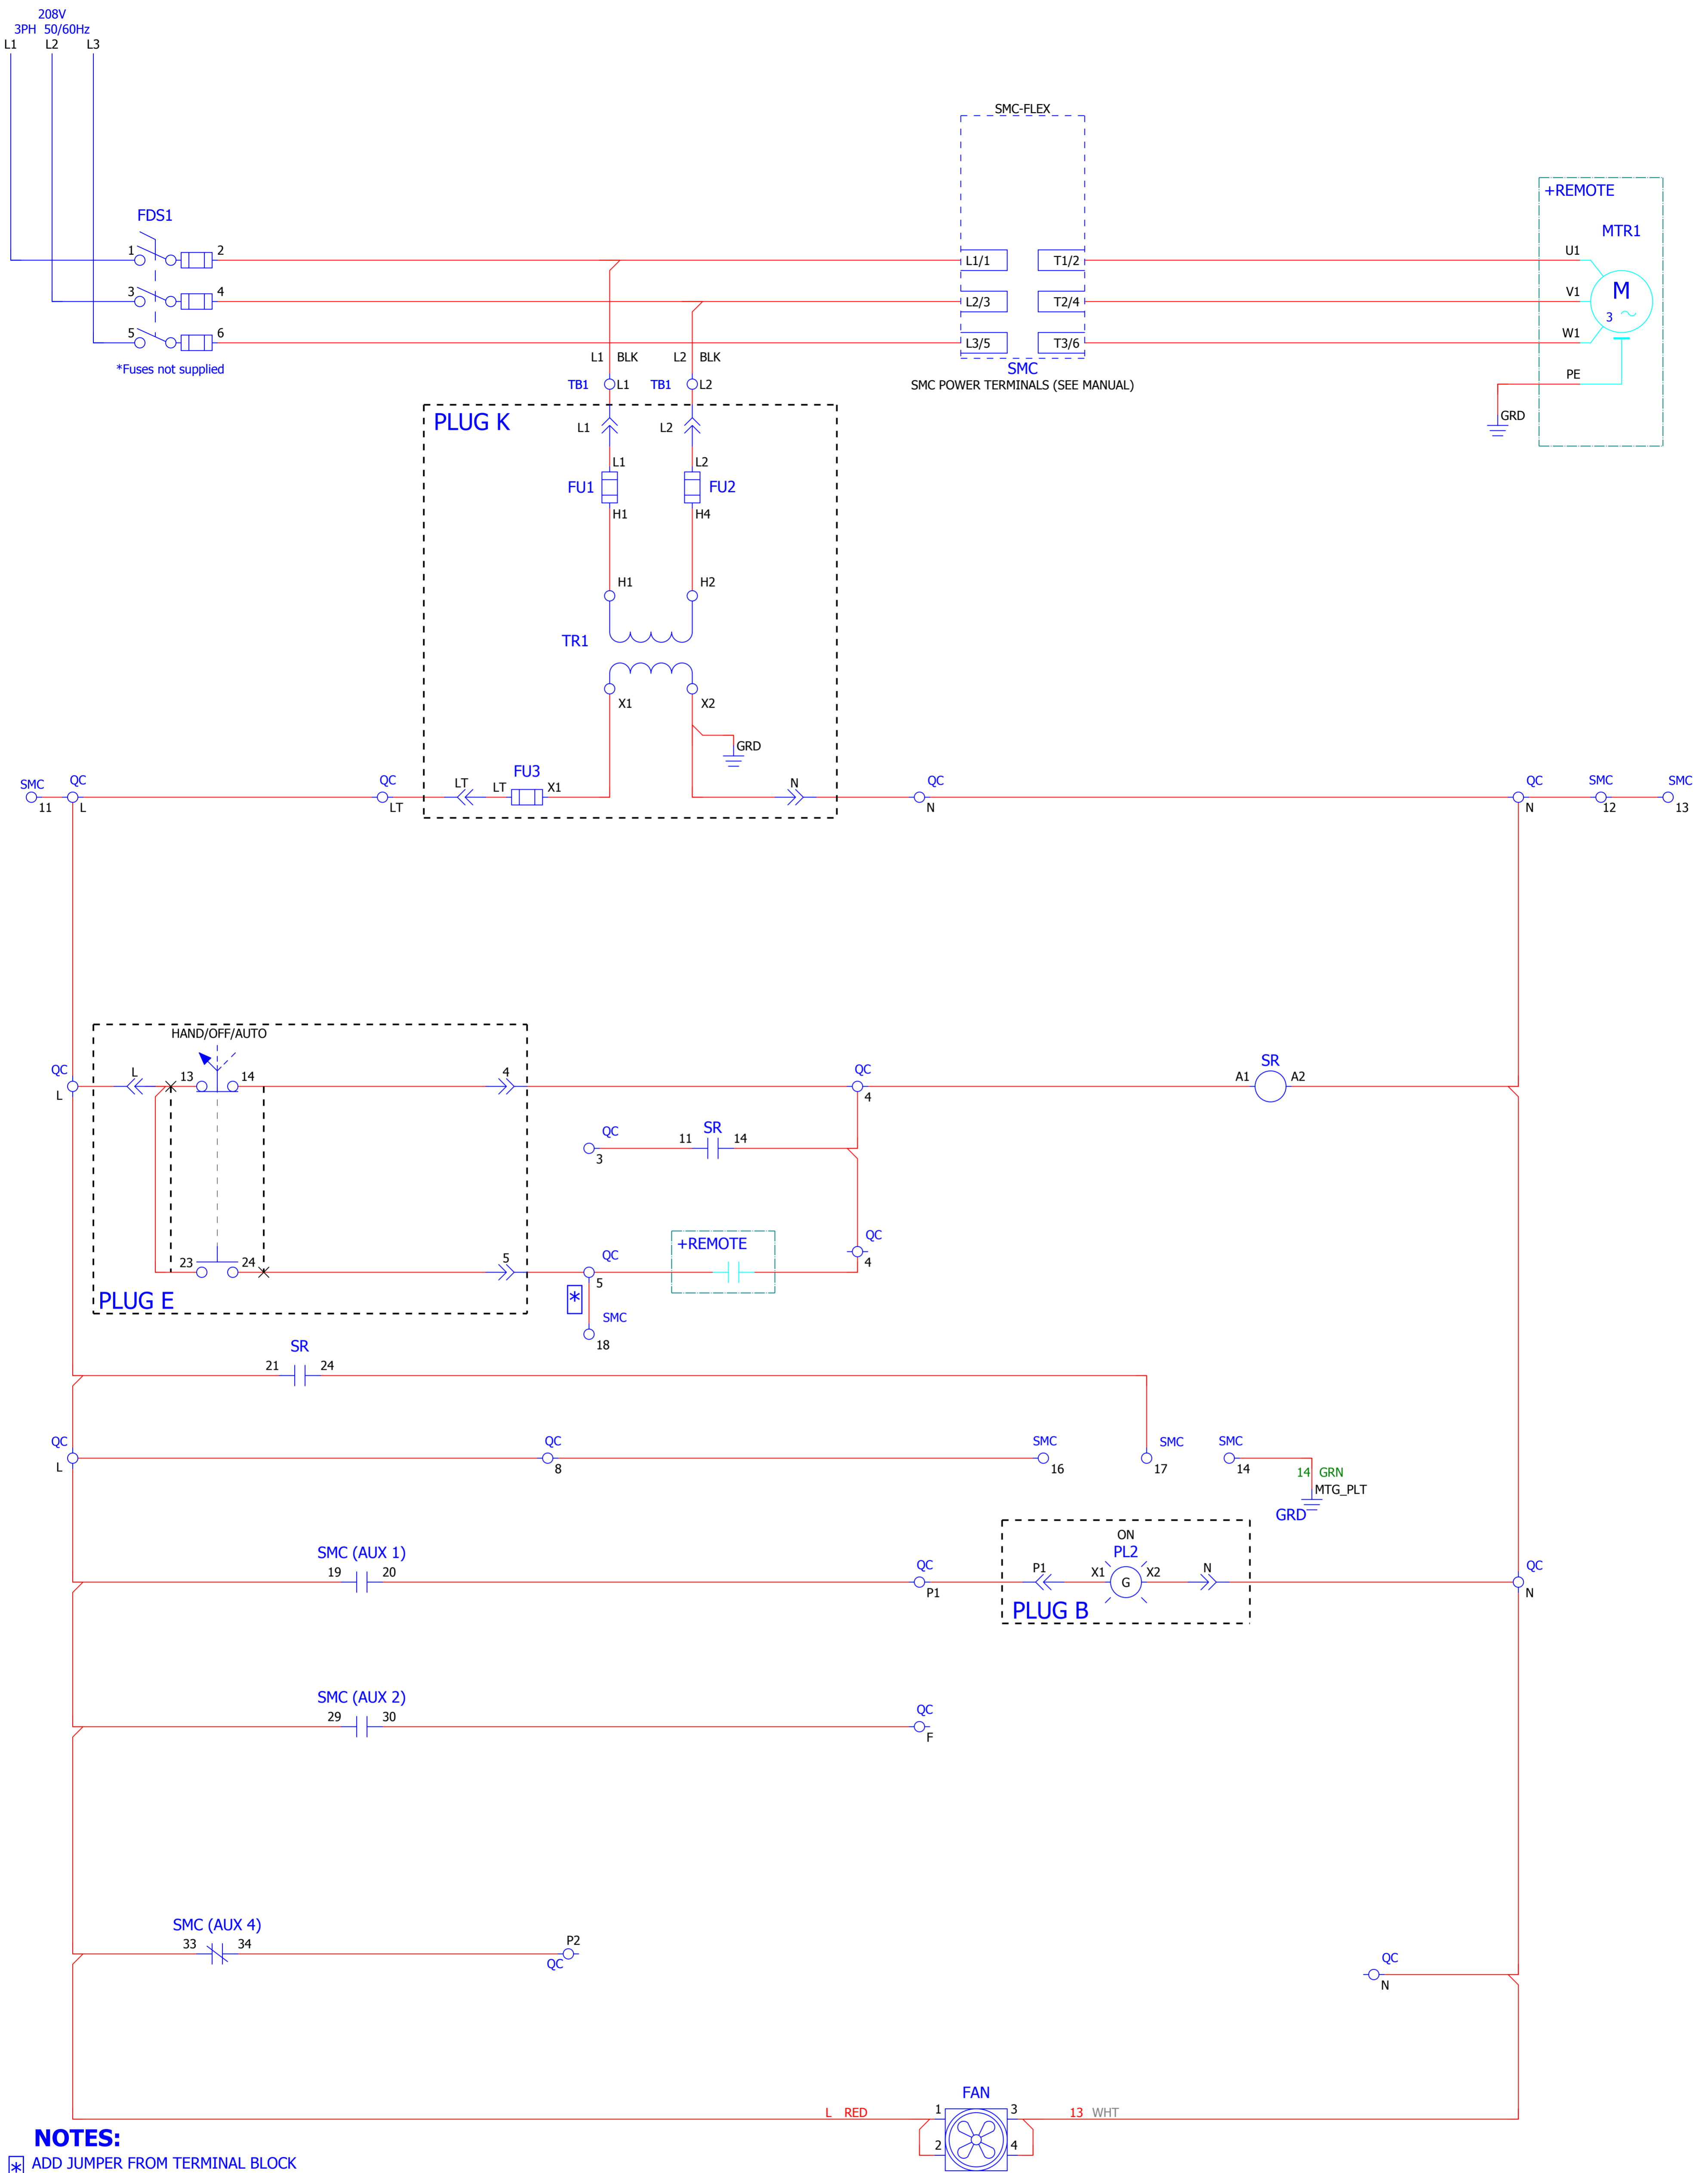 208V
3PH 50/60Hz
L1 L2 L3
SMC-FLEX
+REMOTE
FDS1
MTR1
1 2 L1/1 T1/2 U1
3 4 L2/3 T2/4 V1 M
3
5 6 L3/5 T3/6 W1
*Fuses not supplied
L1 BLK L2 BLK
SMC
SMC POWER TERMINALS (SEE MANUAL)
PE
GRD
TB1 L1 TB1 L2
PLUG K
L1 L2
L1 L2
FU1 FU2
H1 H4
H1 H2
TR1
X1 X2
GRD
FU3
SMC QC QC LT LT X1 N QC QC SMC SMC
11 L LT N N 12 13
HAND/OFF/AUTO
QC L 13 14 4 QC SR
L 4 A1 A2
QC 11 SR 14
3
+REMOTE
QC
4
23 24 5 QC
5
PLUG E
*
SMC
18
SR
21 24
QC QC SMC SMC SMC
L 8 16 17 14
14 GRN
MTG_PLT
GRD
ON
PL2
SMC (AUX 1)
19 20 QC P1 X1 G X2 N QC
P1 N
PLUG B
SMC (AUX 2)
29 30 QC
F
SMC (AUX 4)
33 34 P2
QC
QC
N
FAN
L RED 1 3 13 WHT
2 4
NOTES:
* ADD JUMPER FROM TERMINAL BLOCK